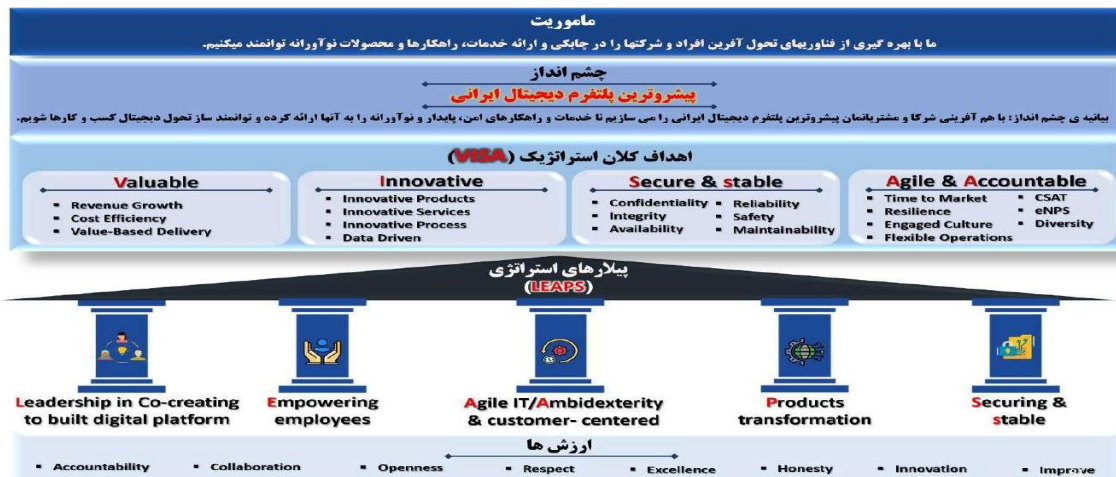 ماموریت
ما با بهره گیری از فناوریهای تحول آفرین افراد و شرکتها را در چابکی و ارائه خدمات، راهکارها و محصولات نوآورانه توانمند میکنیم.
چشم انداز
پیشروترین پلتفرم دیجیتال ایرانی
بیانیه ی چشم انداز: با هم آفرینی شرکا و مشتریانمان پیشروترین پلتفرم دیجیتال ایرانی را می سازیم تا خدمات و راهکارهای امن، پایدار و نوآورانه را به آنها ارائه کرده و توانمند ساز تحول دیجیتال کسب و کارها شویم.
اهداف کلان استراتژیک (VISA)
Valuable
▪ Revenue Growth
▪ Cost Efficiency
▪ Value-Based Delivery
Innovative
▪ Innovative Products
▪ Innovative Services
▪ Innovative Process
▪ Data Driven
Secure & stable
▪ Confidentiality ▪ Reliability
▪ Integrity ▪ Safety
▪ Availability ▪ Maintainability
Agile & Accountable
▪ Time to Market ▪ CSAT
▪ Resilience ▪ eNPS
▪ Engaged Culture ▪ Diversity
▪ Flexible Operations
پیلارهای استراتژی
(LEAPS)
Leadership in Co-creating
to built digital platform
Empowering
employees
Agile IT/Ambidexterity
& customer- centered
Products
transformation
Securing &
stable
ارزش ها
▪ Accountability ▪ Collaboration ▪ Openness ▪ Respect ▪ Excellence ▪ Honesty ▪ Innovation ▪ Improve